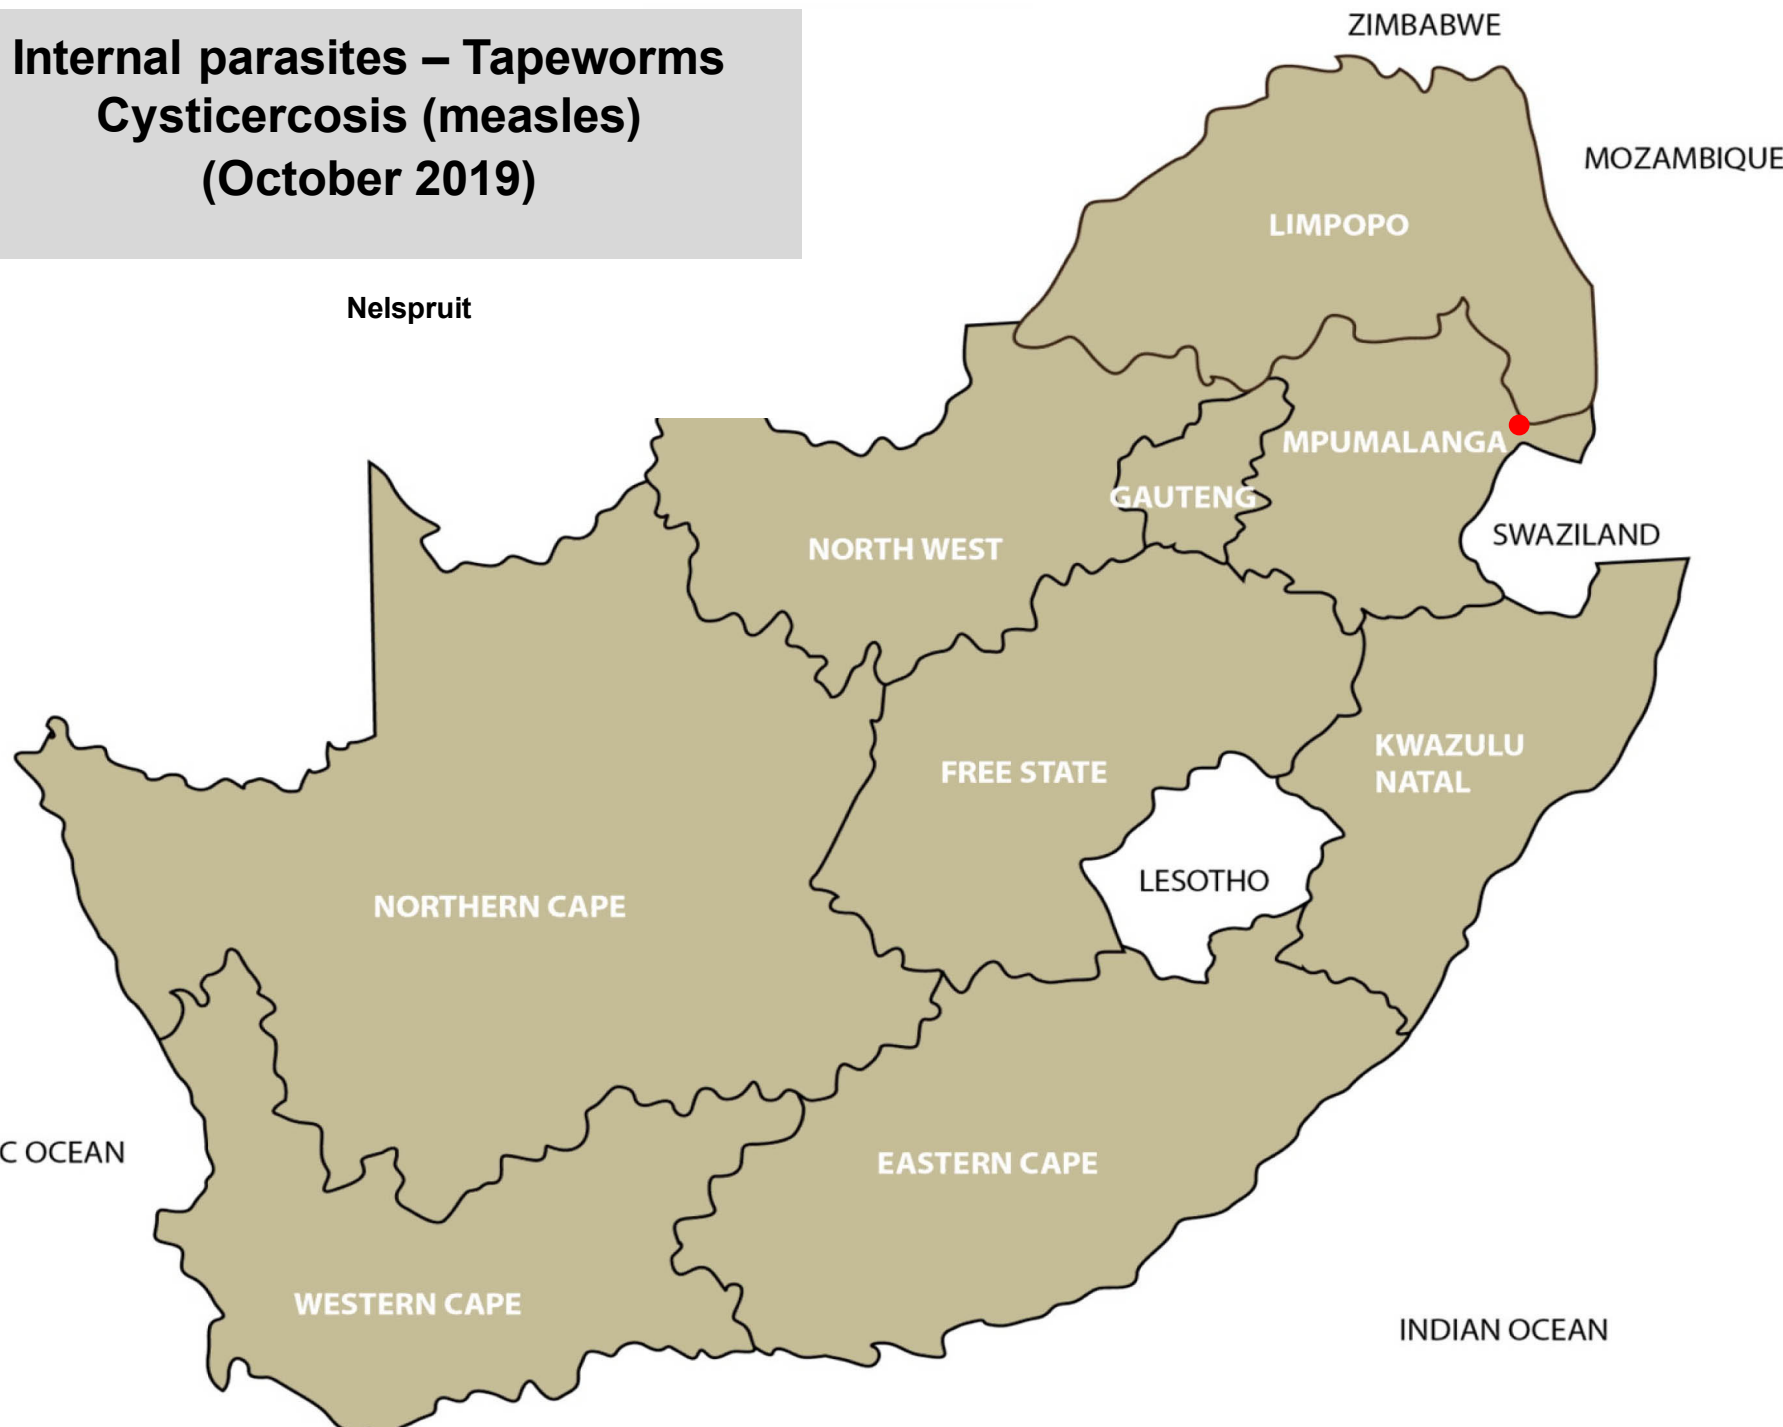 Internal parasites – Tapeworms
Cysticercosis (measles)
(October 2019)
ZIMBABWE
MOZAMBIQUE
LIMPOPO
Nelspruit
MPUMALANGA
GAUTENG
NORTH WEST
SWAZILAND
KWAZULU
NATAL
FREE STATE
LESOTHO
NORTHERN CAPE
C OCEAN
EASTERN CAPE
WESTERN CAPE
INDIAN OCEAN